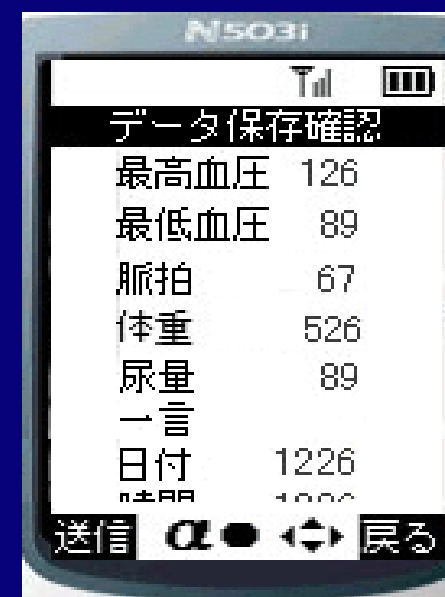 N503i
データ保存確認
最高血圧 126
最低血圧 89
脈拍 67
体重 526
尿量 89
一言
日付 1226
送信 α 戻る